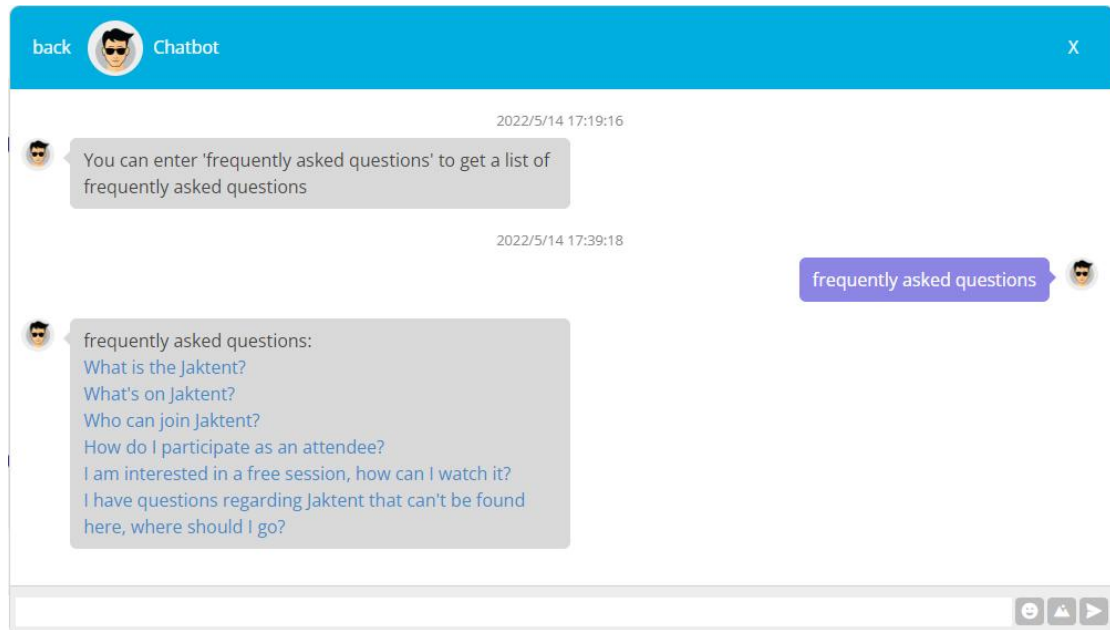 back
Chatbot
X
2022/5/14 17:19:16
You can enter 'frequently asked questions' to get a list of
frequently asked questions
2022/5/14 17:39:18
frequently asked questions
frequently asked questions:
What is the Jaktent?
What's on Jaktent?
Who can join Jaktent?
How do I participate as an attendee?
I am interested in a free session, how can I watch it?
I have questions regarding Jaktent that can't be found
here, where should I go?